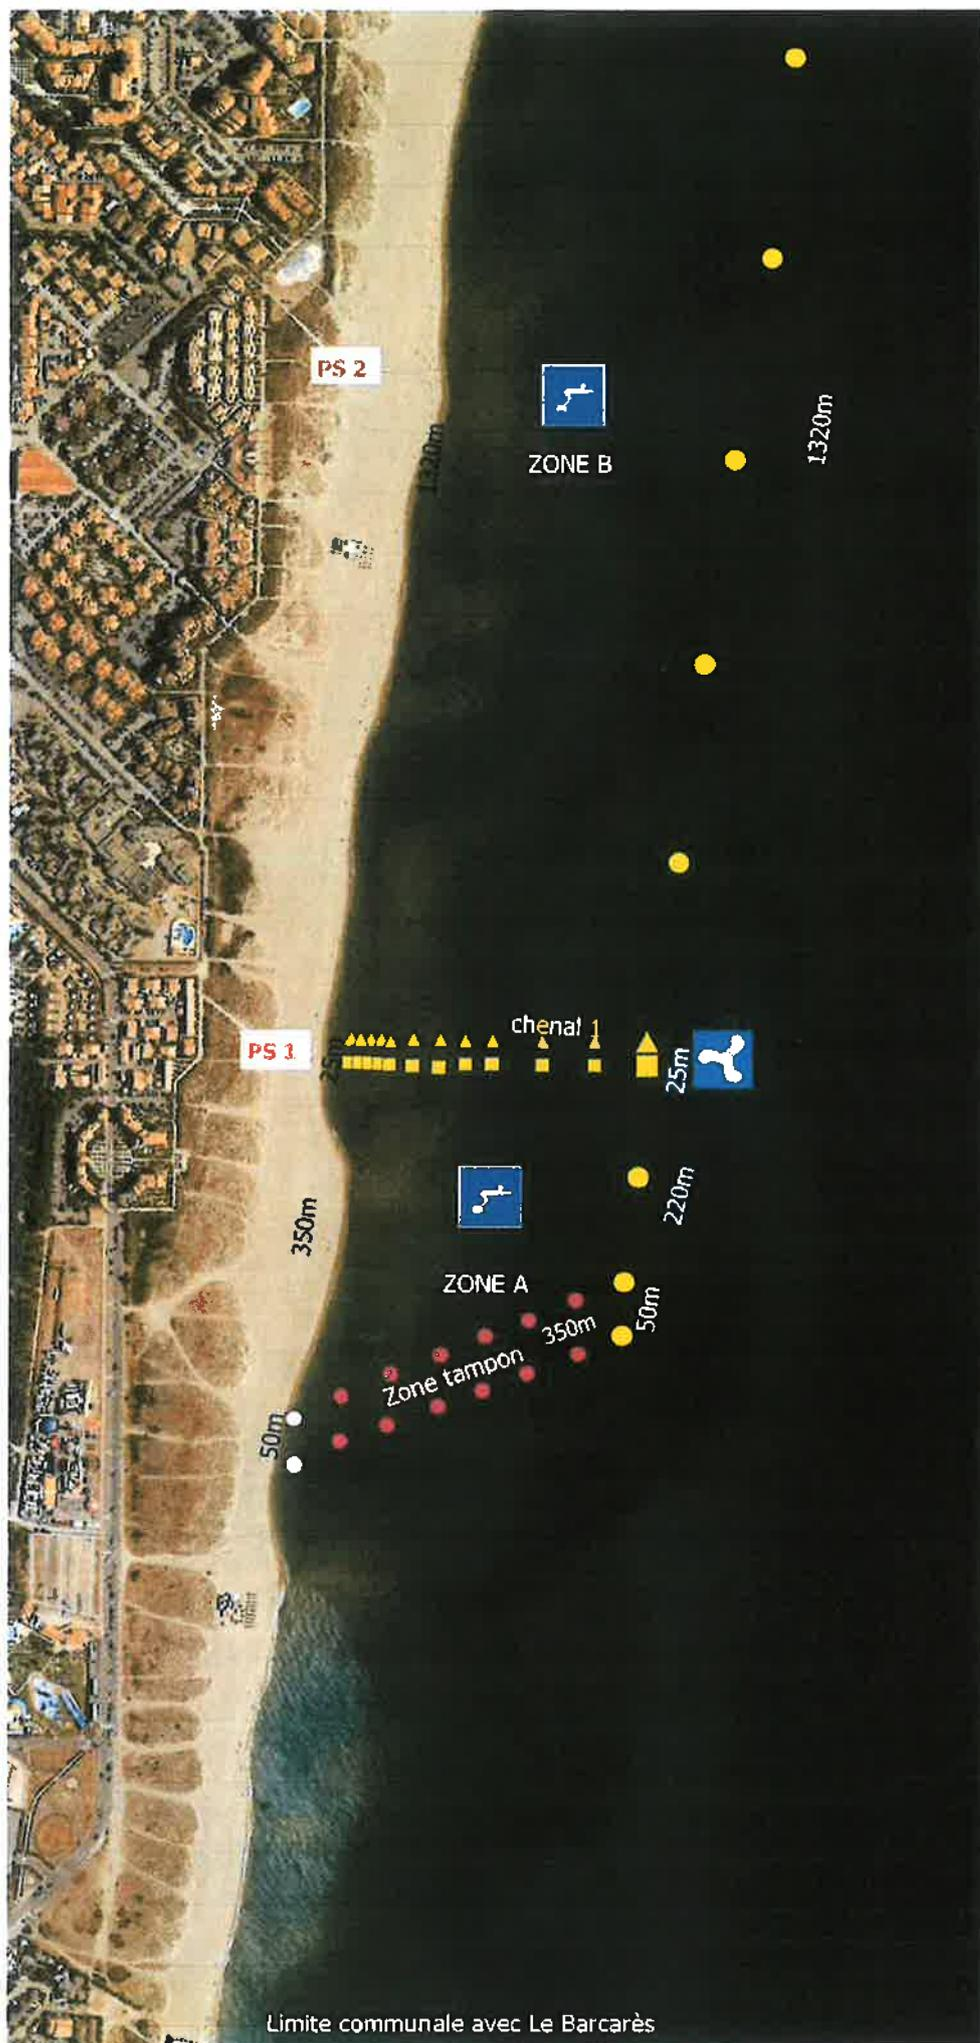 PS 2
ZONE B
1320m
1320m
chenal 1
PS 1
25m
350m
220m
ZONE A
50m
350m
Zone tampon
50m
Limite communale avec Le Barcarès